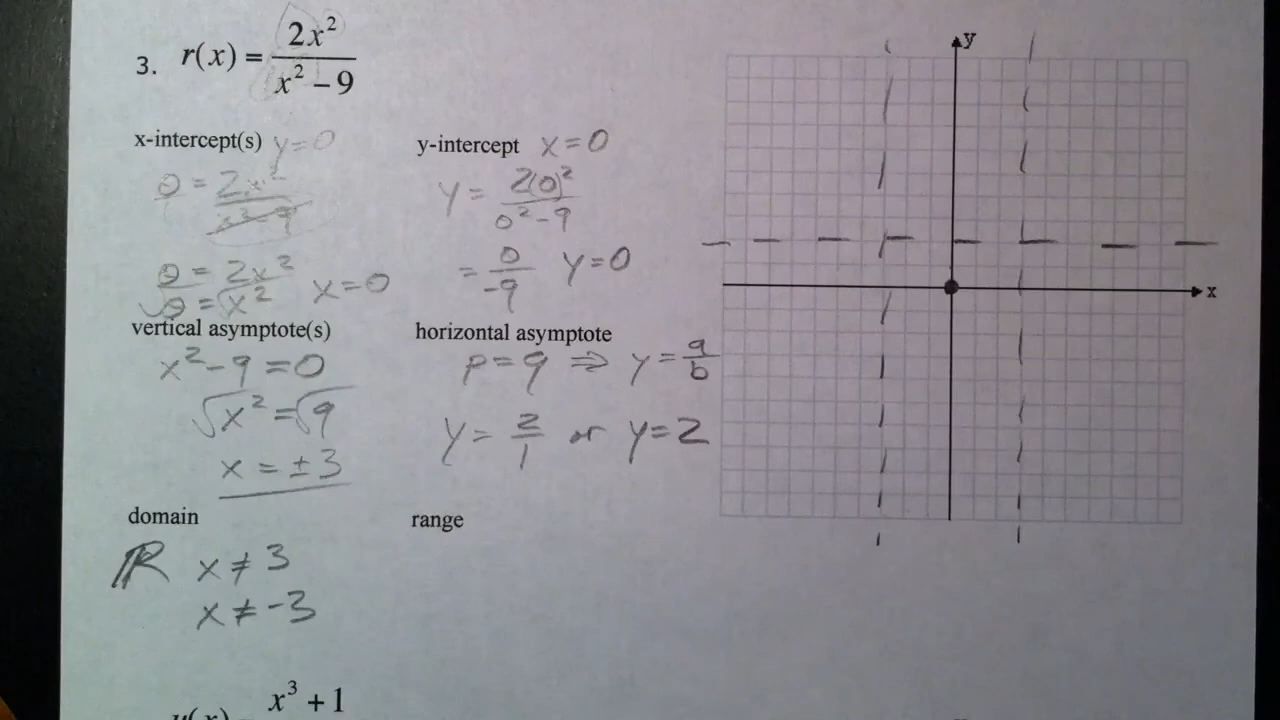 3. r(x) = 2x² / x² − 9
x-intercept(s) y=0
0 = 2x² / x²-9
0 = 2x²
√0 = √x² x=0
y-intercept x=0
y = 2(0)² / 0²-9
= 0 / -9 y=0
vertical asymptote(s)
x²-9=0
√x² = √9
x = ±3
horizontal asymptote
p=q ⇒ y = a/b
y = 2/1 or y=2
domain
ℝ x≠3
x≠-3
range
y
x
x³ + 1